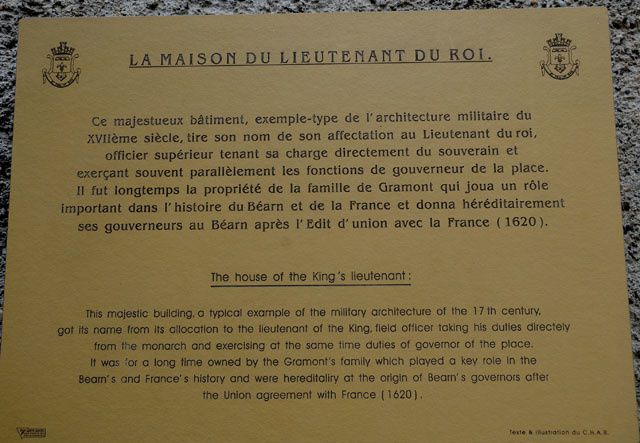 LA MAISON DU LIEUTENANT DU ROI.
Ce majestueux bâtiment, exemple-type de l'architecture militaire du
XVIIème siècle, tire son nom de son affectation au Lieutenant du roi,
officier supérieur tenant sa charge directement du souverain et
exerçant souvent parallèlement les fonctions de gouverneur de la place.
Il fut longtemps la propriété de la famille de Gramont qui joua un rôle
important dans l'histoire du Béarn et de la France et donna héréditairement
ses gouverneurs au Béarn après l'Edit d'union avec la France (1620).
The house of the King's lieutenant :
This majestic building, a typical example of the military architecture of the 17th century,
got its name from its allocation to the lieutenant of the King, field officer taking his duties directely
from the monarch and exercising at the same time duties of governor of the place.
It was for a long time owned by the Gramont's family which played a key role in the
Bearn's and France's history and were hereditality at the origin of Bearn's governors after
the Union agreement with France (1620).
Texte & illustration du C.H.A.R.